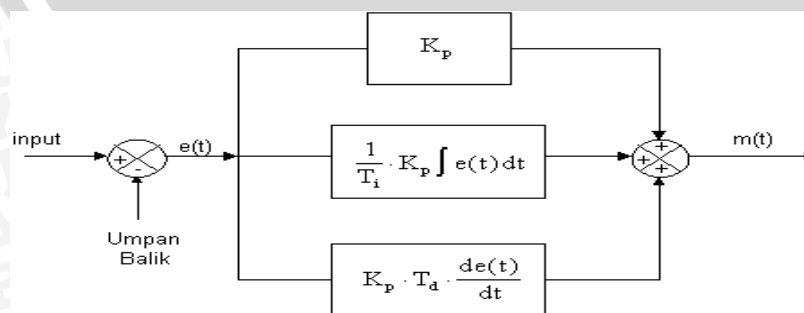 K_p
input
+
-
e(t)
1/T_i · K_p ∫ e(t) dt
+
+
+
m(t)
Umpan
Balik
K_p · T_d · de(t)/dt